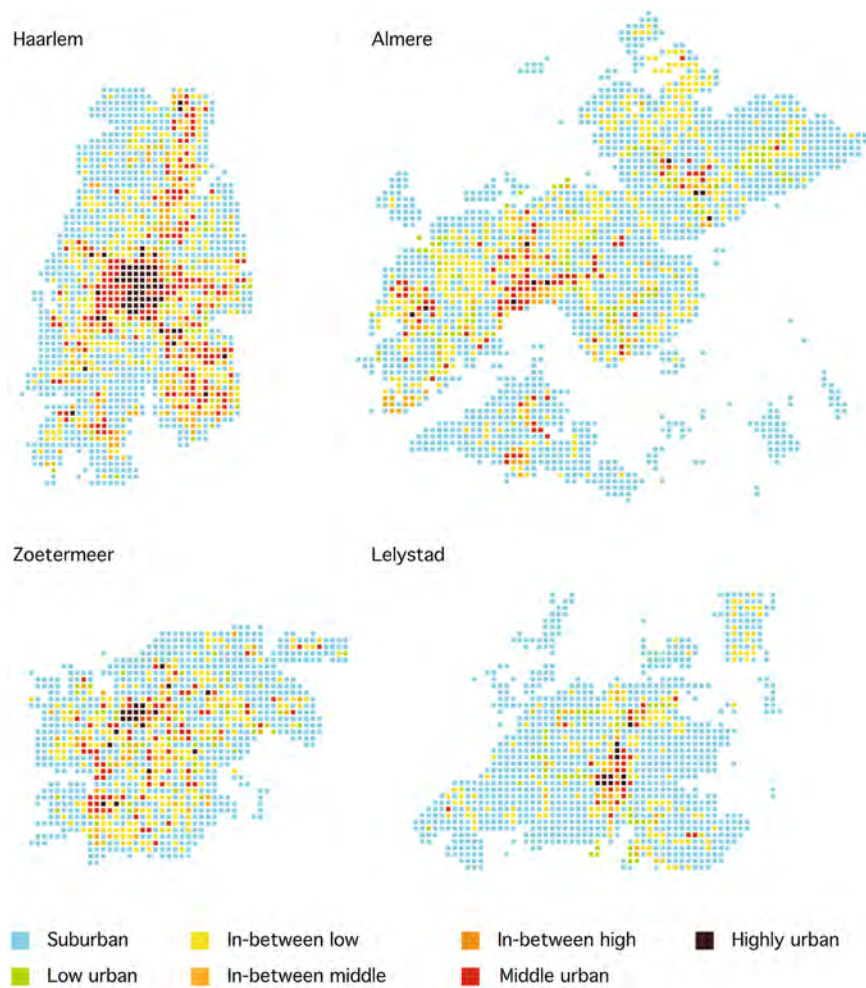 Haarlem
Almere
Zoetermeer
Lelystad
Suburban
In-between low
In-between high
Highly urban
Low urban
In-between middle
Middle urban